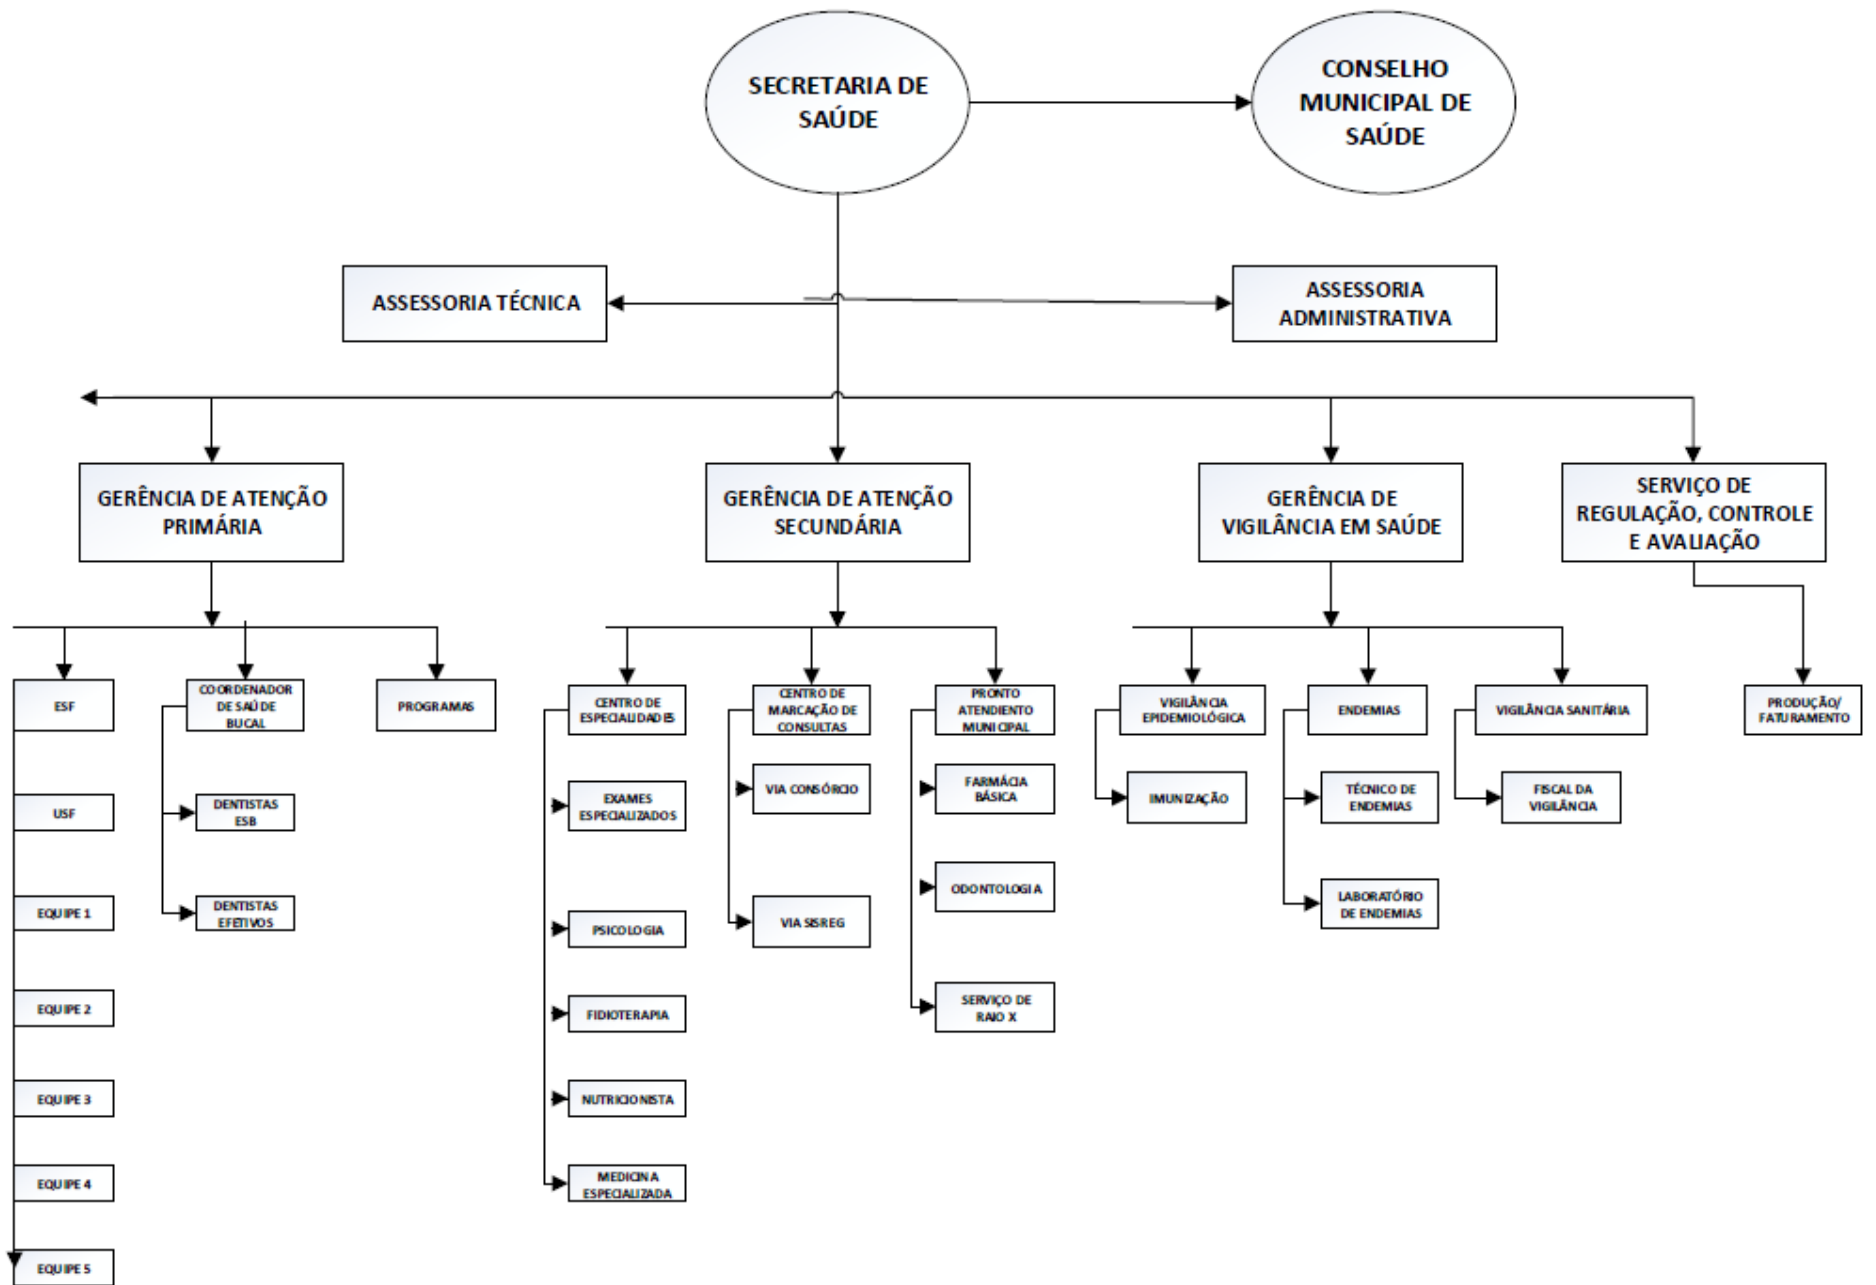 SECRETARIA DE
SAÚDE
CONSELHO
MUNICIPAL DE
SAÚDE
ASSESSORIA TÉCNICA
ASSESSORIA
ADMINISTRATIVA
GERÊNCIA DE ATENÇÃO
PRIMÁRIA
GERÊNCIA DE ATENÇÃO
SECUNDÁRIA
GERÊNCIA DE
VIGILÂNCIA EM SAÚDE
SERVIÇO DE
REGULAÇÃO, CONTROLE
E AVALIAÇÃO
ESF
COORDENADOR
DE SAÚDE
BUCAL
PROGRAMAS
CENTRO DE
ESPECIALIDADES
CENTRO DE
MARCAÇÃO DE
CONSULTAS
PRONTO
ATENDIENTO
MUNICIPAL
VIGILÂNCIA
EPIDEMIOLÓGICA
ENDEMIAS
VIGILÂNCIA SANITÁRIA
PRODUÇÃO/
FATURAMENTO
USF
DENTISTAS
ESB
EXAMES
ESPECIALIZADOS
VIA CONSÓRCIO
FARMÁCIA
BÁSICA
IMUNIZAÇÃO
TÉCNICO DE
ENDEMIAS
FISCAL DA
VIGILÂNCIA
EQUIPE 1
DENTISTAS
EFETIVOS
PSICOLOGIA
VIA SISREG
ODONTOLOGIA
LABORATÓRIO
DE ENDEMIAS
EQUIPE 2
FIDIOTERAPIA
SERVIÇO DE
RAIO X
EQUIPE 3
NUTRICIONISTA
EQUIPE 4
MEDICINA
ESPECIALIZADA
EQUIPE 5